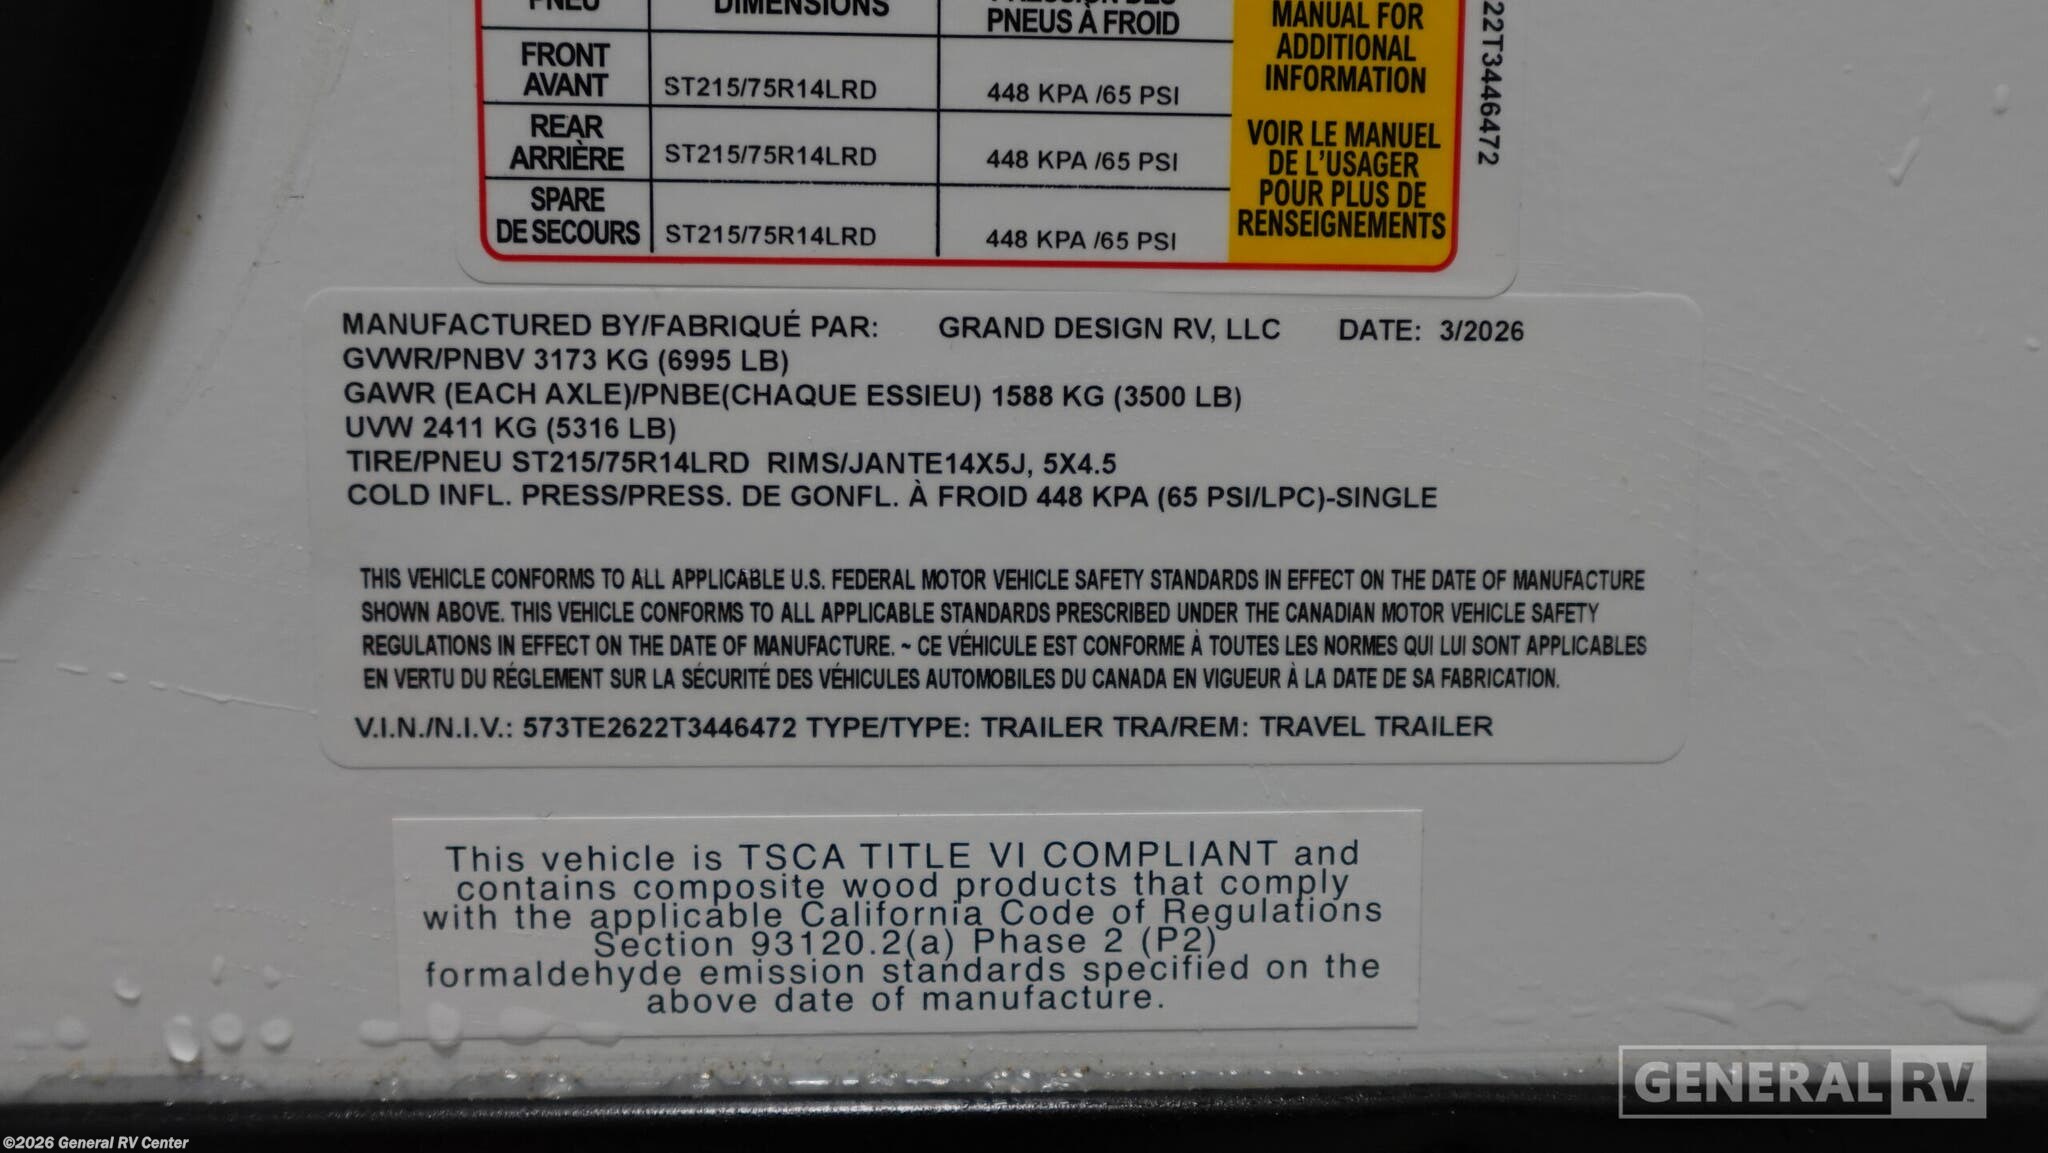 PNEU DIMENSIONS PNEUS À FROID
FRONT AVANT ST215/75R14LRD 448 KPA /65 PSI
REAR ARRIÈRE ST215/75R14LRD 448 KPA /65 PSI
SPARE DE SECOURS ST215/75R14LRD 448 KPA /65 PSI
MANUAL FOR
ADDITIONAL
INFORMATION
VOIR LE MANUEL
DE L'USAGER
POUR PLUS DE
RENSEIGNEMENTS
22T3446472
MANUFACTURED BY/FABRIQUÉ PAR: GRAND DESIGN RV, LLC DATE: 3/2026
GVWR/PNBV 3173 KG (6995 LB)
GAWR (EACH AXLE)/PNBE(CHAQUE ESSIEU) 1588 KG (3500 LB)
UVW 2411 KG (5316 LB)
TIRE/PNEU ST215/75R14LRD RIMS/JANTE14X5J, 5X4.5
COLD INFL. PRESS/PRESS. DE GONFL. À FROID 448 KPA (65 PSI/LPC)-SINGLE
THIS VEHICLE CONFORMS TO ALL APPLICABLE U.S. FEDERAL MOTOR VEHICLE SAFETY STANDARDS IN EFFECT ON THE DATE OF MANUFACTURE
SHOWN ABOVE. THIS VEHICLE CONFORMS TO ALL APPLICABLE STANDARDS PRESCRIBED UNDER THE CANADIAN MOTOR VEHICLE SAFETY
REGULATIONS IN EFFECT ON THE DATE OF MANUFACTURE. ~ CE VÉHICULE EST CONFORME À TOUTES LES NORMES QUI LUI SONT APPLICABLES
EN VERTU DU RÉGLEMENT SUR LA SÉCURITÉ DES VÉHICULES AUTOMOBILES DU CANADA EN VIGUEUR À LA DATE DE SA FABRICATION.
V.I.N./N.I.V.: 573TE2622T3446472 TYPE/TYPE: TRAILER TRA/REM: TRAVEL TRAILER
This vehicle is TSCA TITLE VI COMPLIANT and
contains composite wood products that comply
with the applicable California Code of Regulations
Section 93120.2(a) Phase 2 (P2)
formaldehyde emission standards specified on the
above date of manufacture.
GENERAL RV
©2026 General RV Center